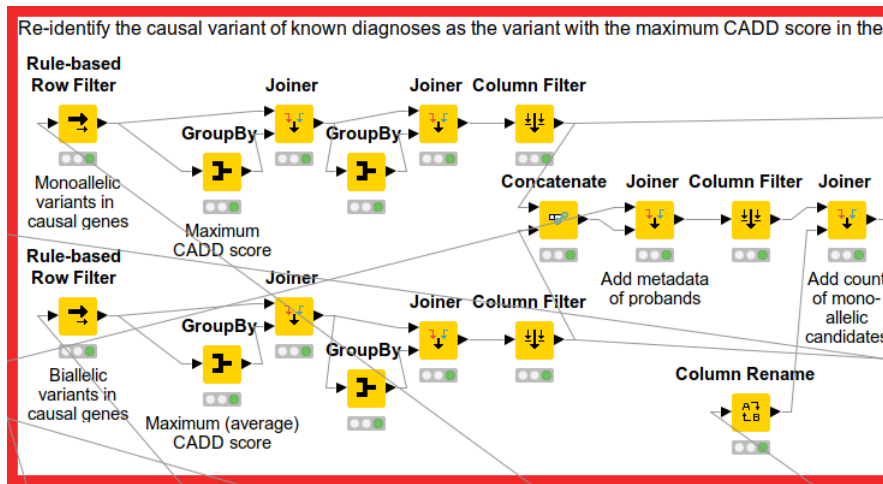 Re-identify the causal variant of known diagnoses as the variant with the maximum CADD score in the
Rule-based
Row Filter
Joiner
Joiner
Column Filter
GroupBy
GroupBy
Monoallelic
variants in
causal genes
Maximum
CADD score
Concatenate
Joiner
Column Filter
Joiner
Add metadata
of probands
Add count
of mono-
allelic
candidates
Rule-based
Row Filter
Joiner
Joiner
Column Filter
GroupBy
GroupBy
Biallelic
variants in
causal genes
Maximum (average)
CADD score
Column Rename
A
B